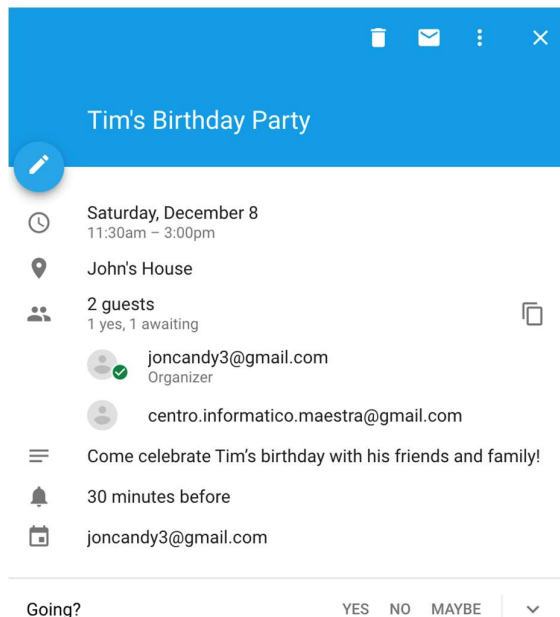 Tim's Birthday Party
Saturday, December 8
11:30am – 3:00pm
John's House
2 guests
1 yes, 1 awaiting
joncandy3@gmail.com
Organizer
centro.informatico.maestra@gmail.com
Come celebrate Tim’s birthday with his friends and family!
30 minutes before
joncandy3@gmail.com
Going? YES NO MAYBE